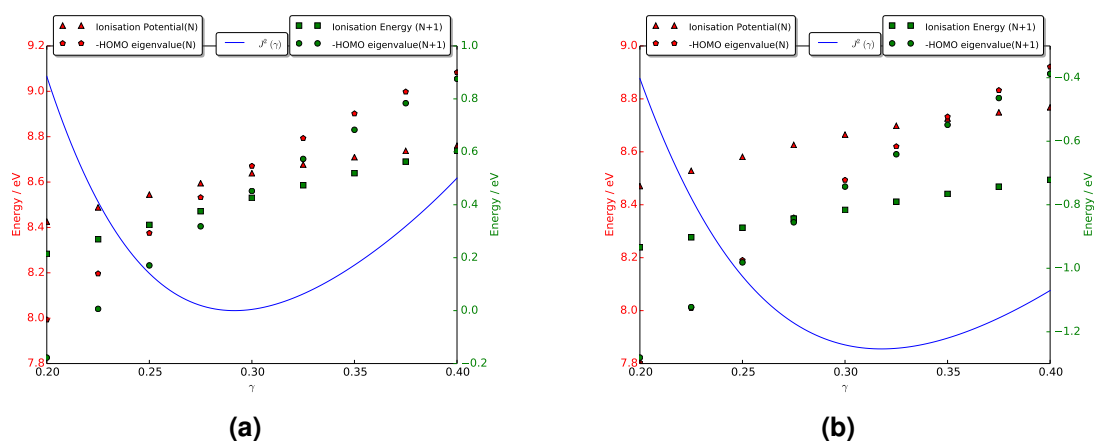 Ionisation Potential(N)
-HOMO eigenvalue(N)
J²(γ)
Ionisation Energy (N+1)
-HOMO eigenvalue(N+1)
9.2
9.0
8.8
8.6
8.4
8.2
8.0
7.8
Energy / eV
1.0
0.8
0.6
0.4
0.2
0.0
−0.2
Energy / eV
0.20
0.25
0.30
0.35
0.40
γ
(a)
Ionisation Potential(N)
-HOMO eigenvalue(N)
J²(γ)
Ionisation Energy (N+1)
-HOMO eigenvalue(N+1)
9.0
8.8
8.6
8.4
8.2
8.0
7.8
Energy / eV
−0.4
−0.6
−0.8
−1.0
−1.2
Energy / eV
0.20
0.25
0.30
0.35
0.40
γ
(b)